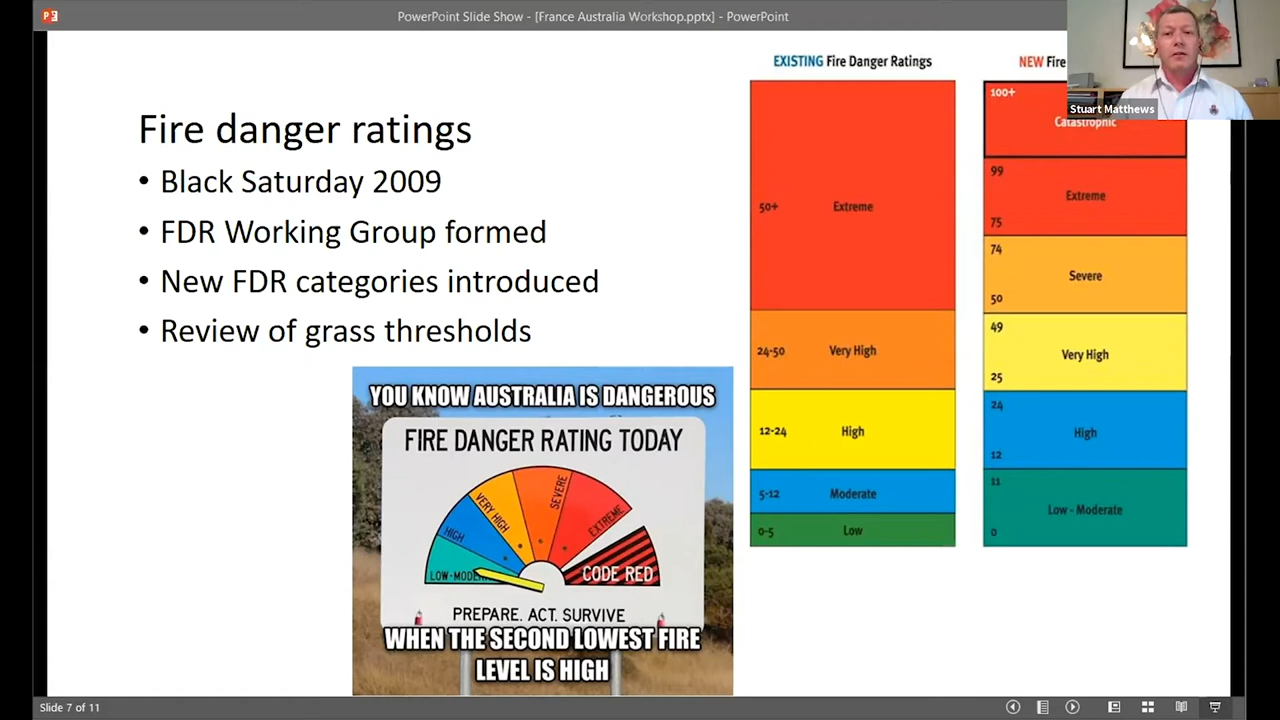 PowerPoint Slide Show - [France Australia Workshop.pptx] - PowerPoint
Stuart Matthews
Fire danger ratings
• Black Saturday 2009
• FDR Working Group formed
• New FDR categories introduced
• Review of grass thresholds
EXISTING Fire Danger Ratings
50+ Extreme
24-50 Very High
12-24 High
5-12 Moderate
0-5 Low
NEW Fire
100+
Catastrophic
99
Extreme
75
74
Severe
50
49
Very High
25
24
High
12
11
Low - Moderate
0
YOU KNOW AUSTRALIA IS DANGEROUS
FIRE DANGER RATING TODAY
LOW-MODE
HIGH
VERY HIGH
SEVERE
EXTREME
CODE RED
PREPARE. ACT. SURVIVE
WHEN THE SECOND LOWEST FIRE
LEVEL IS HIGH
Slide 7 of 11